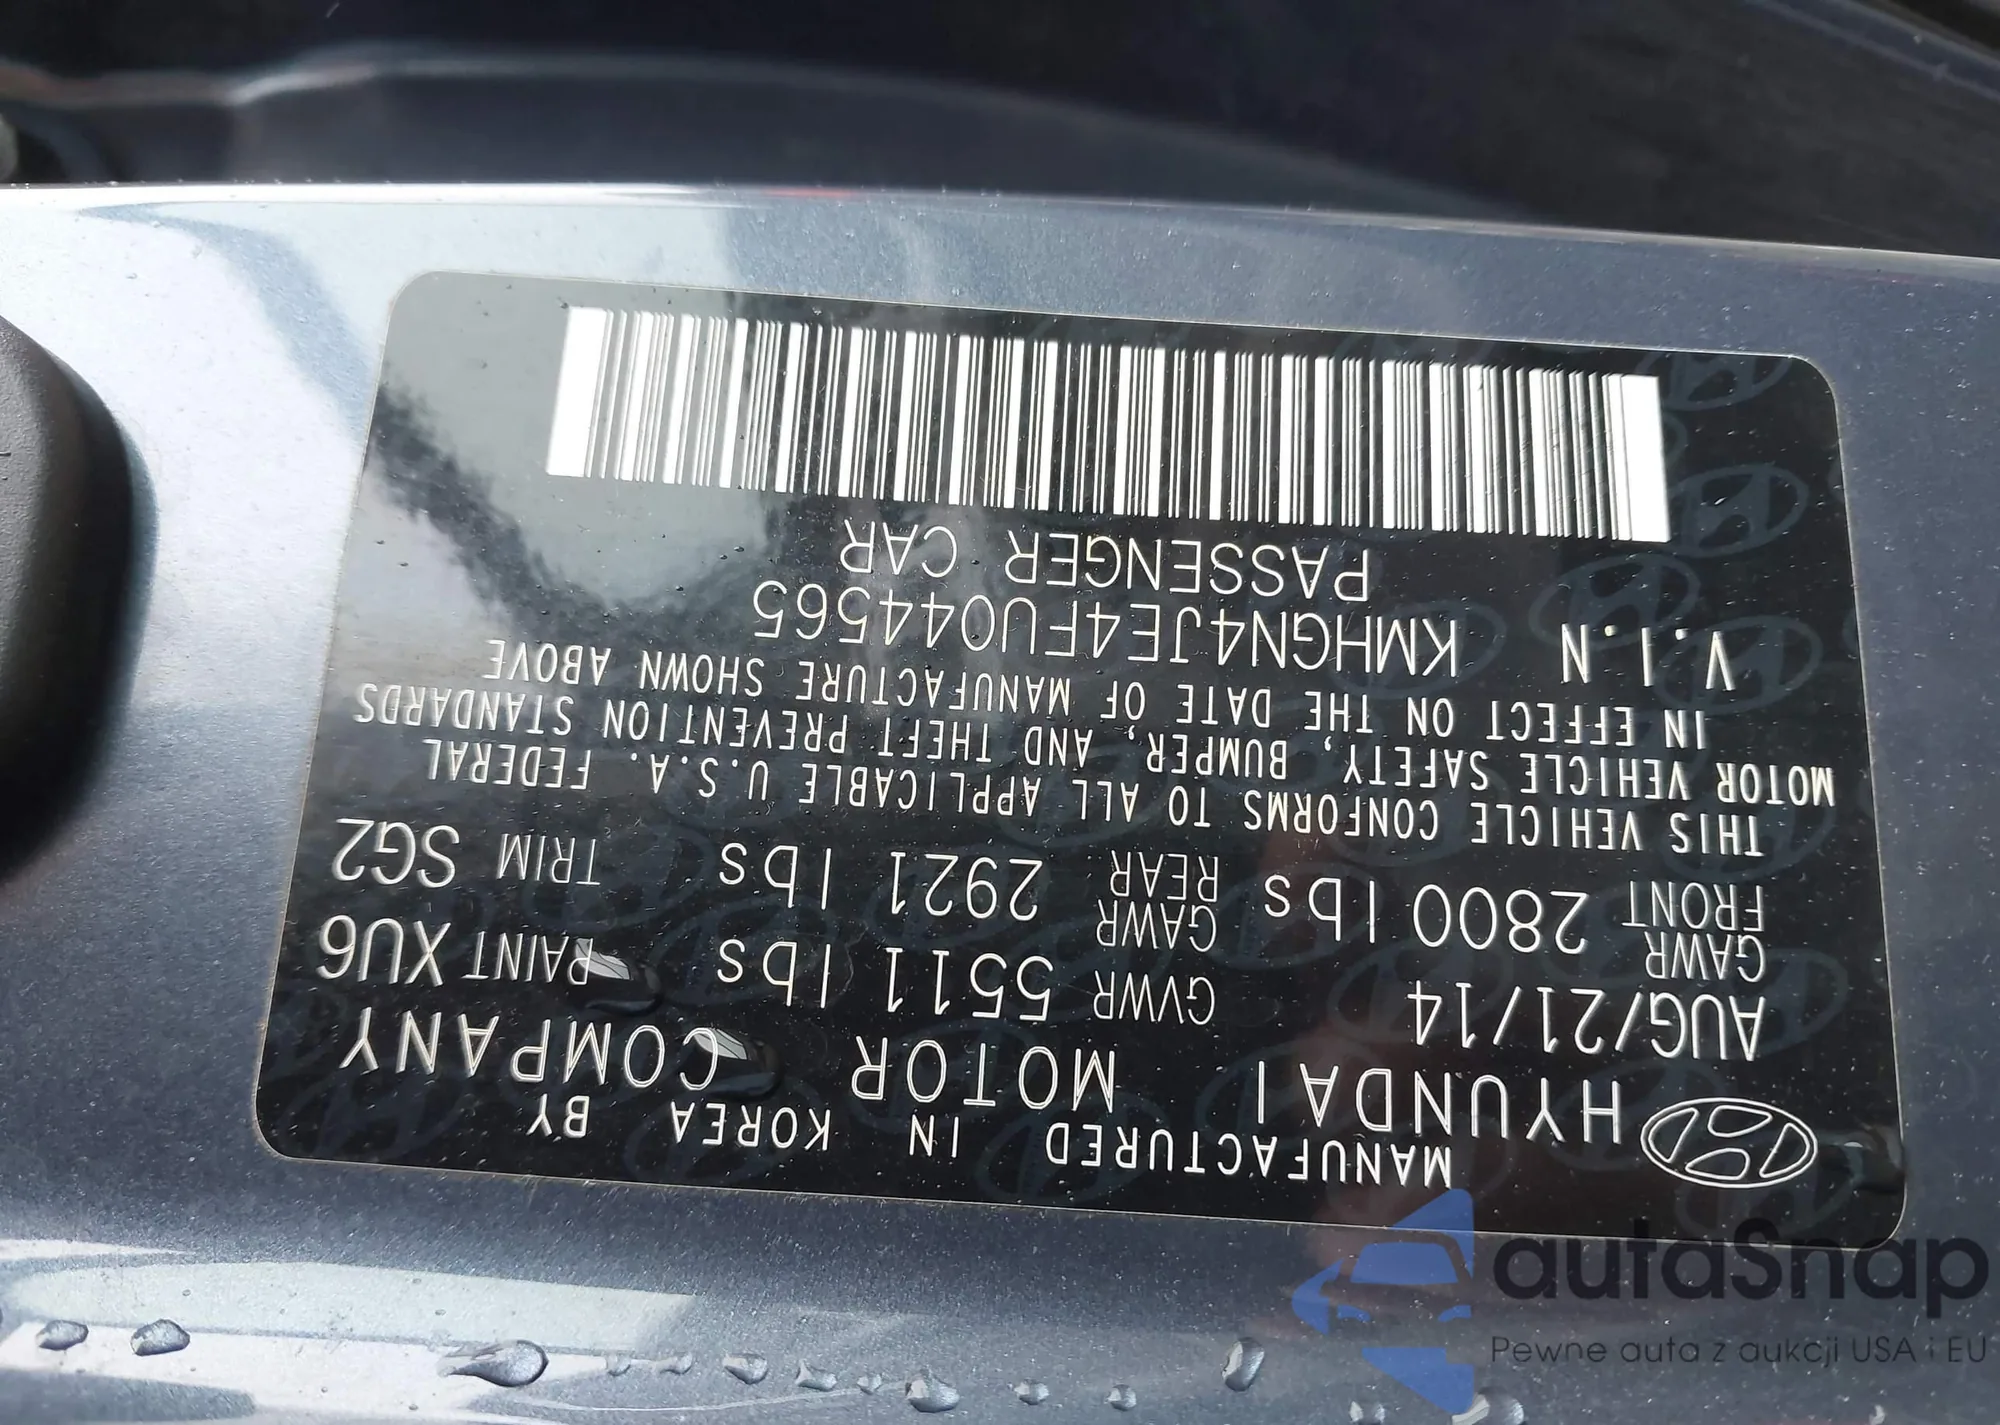 MANUFACTURED IN KOREA BY
HYUNDAI MOTOR COMPANY
AUG/21/14 GVWR 5511 lbs PAINT XU6
GAWR FRONT 2800 lbs GAWR REAR 2921 lbs TRIM SG2
THIS VEHICLE CONFORMS TO ALL APPLICABLE U.S.A. FEDERAL
MOTOR VEHICLE SAFETY, BUMPER, AND THEFT PREVENTION STANDARDS
IN EFFECT ON THE DATE OF MANUFACTURE SHOWN ABOVE
V.I.N KMHGN4JE4FU044565
PASSENGER CAR
autaSnap
Pewne auta z aukcji USA i EU